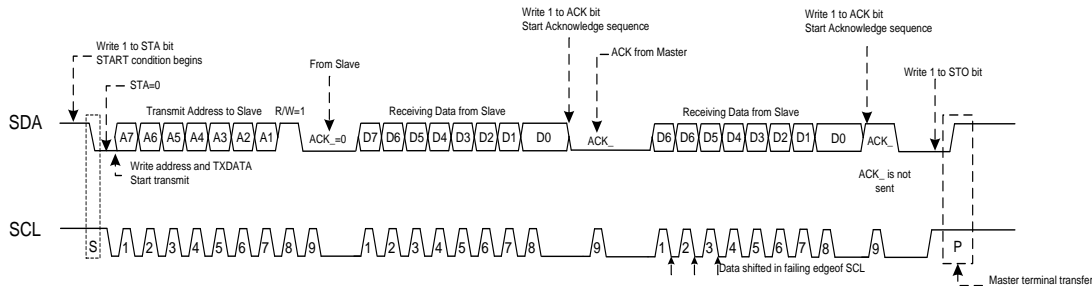 Write 1 to ACK bit
Start Acknowledge sequence
Write 1 to ACK bit
Start Acknowledge sequence
Write 1 to STA bit
START condition begins
ACK from Master
From Slave
Write 1 to STO bit
STA=0
Transmit Address to Slave
R/W=1
Receiving Data from Slave
Receiving Data from Slave
SDA
A7 A6 A5 A4 A3 A2 A1 ACK_=0 D7 D6 D5 D4 D3 D2 D1 D0 ACK_ D6 D6 D5 D4 D3 D2 D1 D0 ACK_
Write address and TXDATA
Start transmit
ACK_ is not
sent
SCL
S 1 2 3 4 5 6 7 8 9 1 2 3 4 5 6 7 8 9 1 2 3 4 5 6 7 8 9 P
Data shifted in failing edgeof SCL
Master terminal transfer